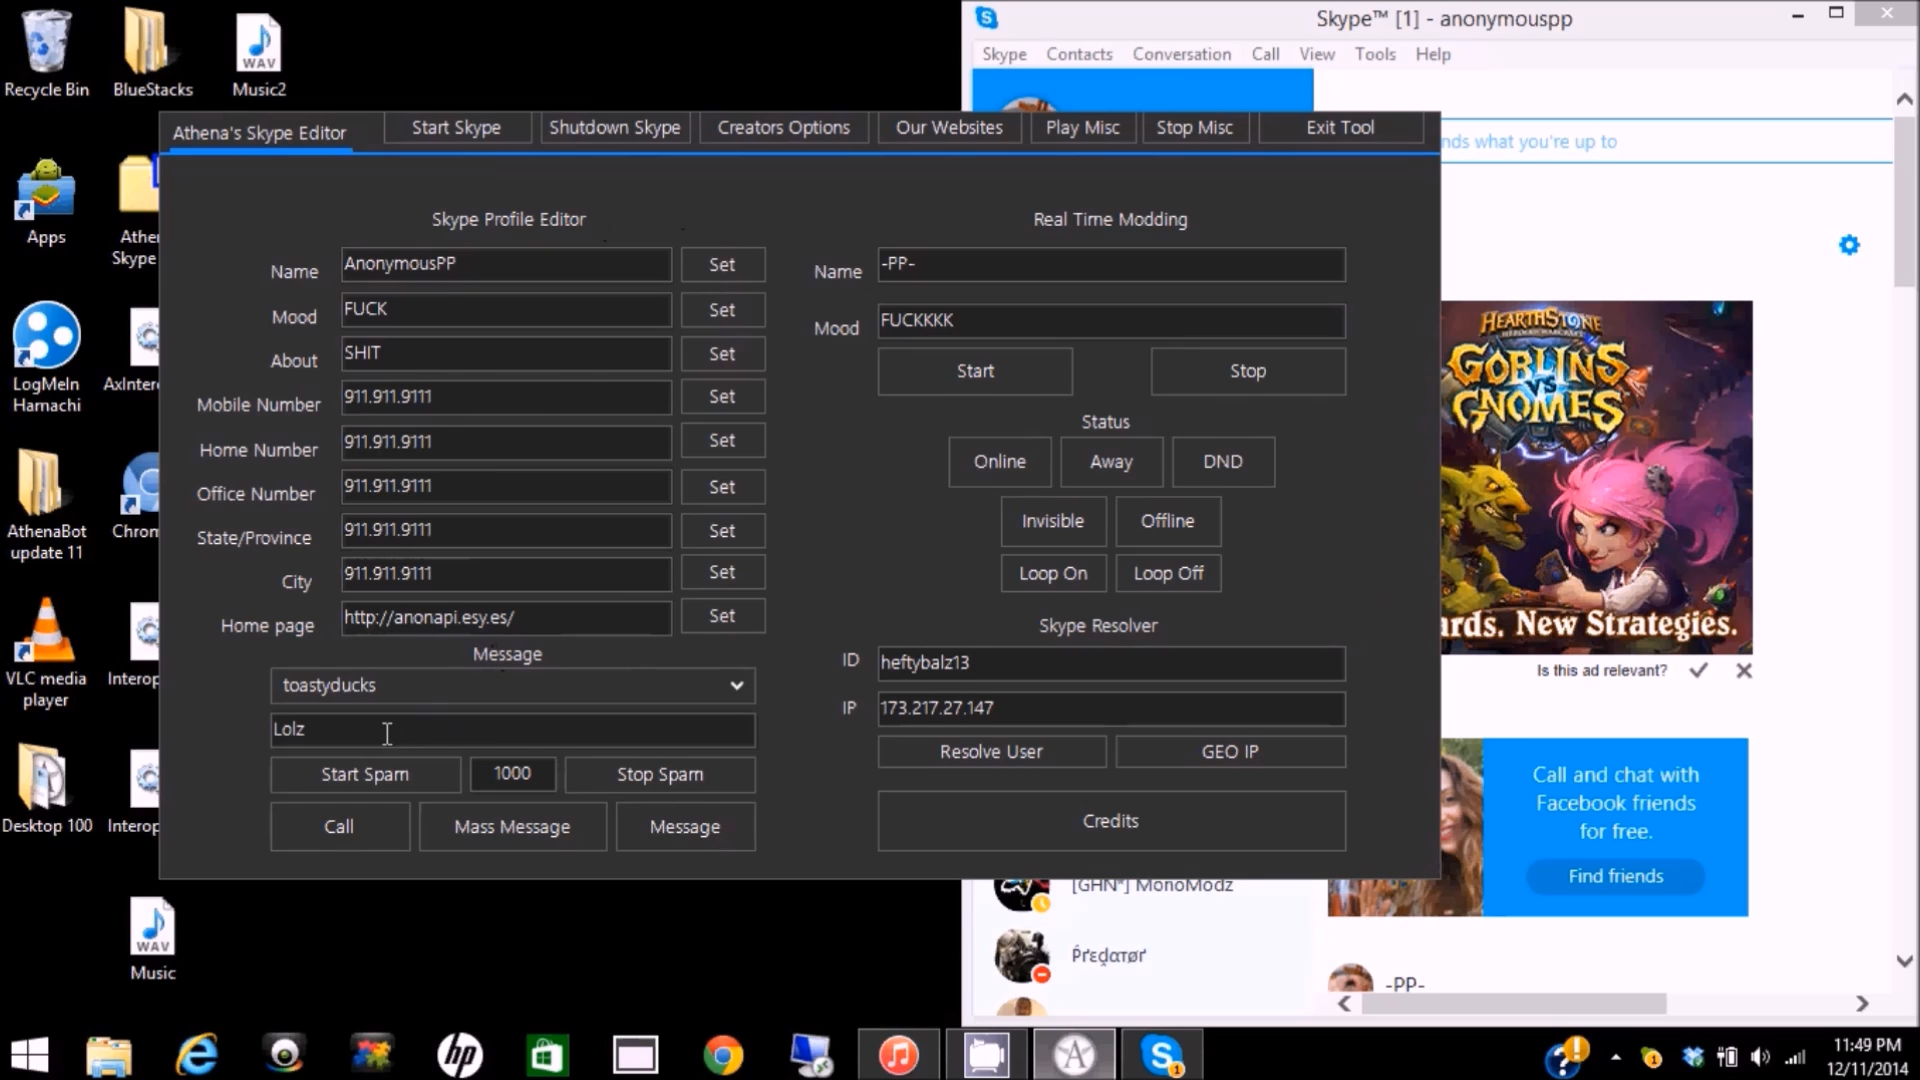 Recycle Bin
BlueStacks
Music2
Apps
Skype
LogMeIn
Hamachi
AthenaBot
update 11
VLC media
player
Desktop 100
Music
Skype™ [1] - anonymouspp
Skype Contacts Conversation Call View Tools Help
nds what you're up to
Athena's Skype Editor
Start Skype
Shutdown Skype
Creators Options
Our Websites
Play Misc
Stop Misc
Exit Tool
Skype Profile Editor
Name AnonymousPP Set
Mood FUCK Set
About SHIT Set
Mobile Number 911.911.9111 Set
Home Number 911.911.9111 Set
Office Number 911.911.9111 Set
State/Province 911.911.9111 Set
City 911.911.9111 Set
Home page http://anonapi.esy.es/ Set
Message
toastyducks
Lolz
Start Spam 1000 Stop Spam
Call Mass Message Message
Real Time Modding
Name -PP-
Mood FUCKKKK
Start Stop
Status
Online Away DND
Invisible Offline
Loop On Loop Off
Skype Resolver
ID heftybalz13
IP 173.217.27.147
Resolve User GEO IP
Credits
HEARTHSTONE
GOBLINS
VS
GNOMES
ards. New Strategies.
Is this ad relevant?
Call and chat with
Facebook friends
for free.
Find friends
[GHN*] MonoModz
-PP-
WAV
WAV
hp
11:49 PM
12/11/2014